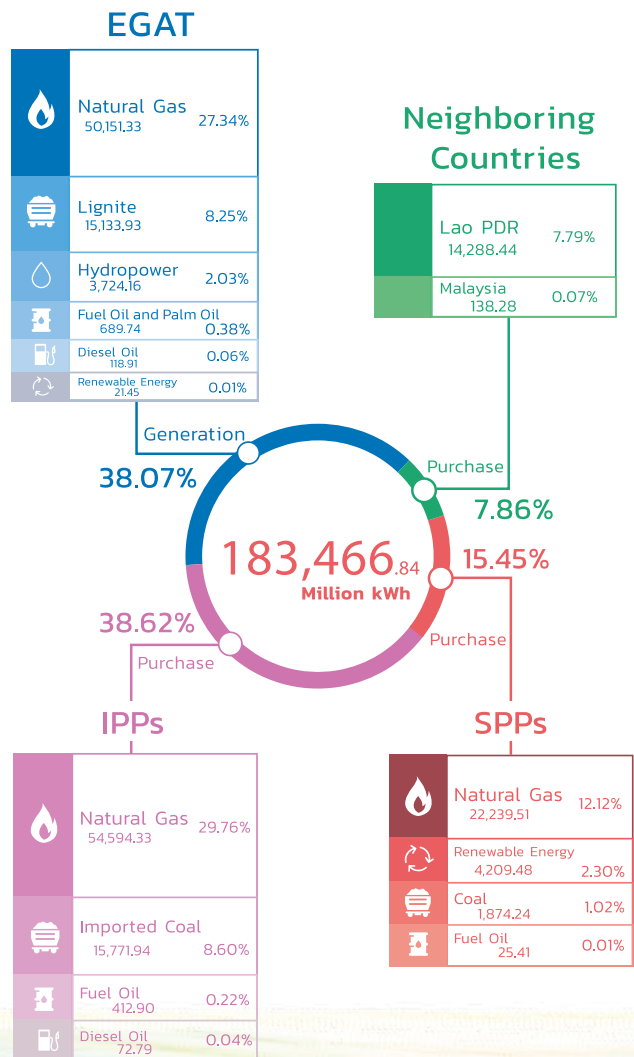 EGAT
Natural Gas
50,151.33 27.34%
Lignite
15,133.93 8.25%
Hydropower
3,724.16 2.03%
Fuel Oil and Palm Oil
689.74 0.38%
Diesel Oil
118.91 0.06%
Renewable Energy
21.45 0.01%
Neighboring
Countries
Lao PDR
14,288.44 7.79%
Malaysia
138.28 0.07%
Generation
38.07%
Purchase
7.86%
183,466.84
Million kWh
15.45%
Purchase
38.62%
Purchase
IPPs
Natural Gas
54,594.33 29.76%
Imported Coal
15,771.94 8.60%
Fuel Oil
412.90 0.22%
Diesel Oil
72.79 0.04%
SPPs
Natural Gas
22,239.51 12.12%
Renewable Energy
4,209.48 2.30%
Coal
1,874.24 1.02%
Fuel Oil
25.41 0.01%